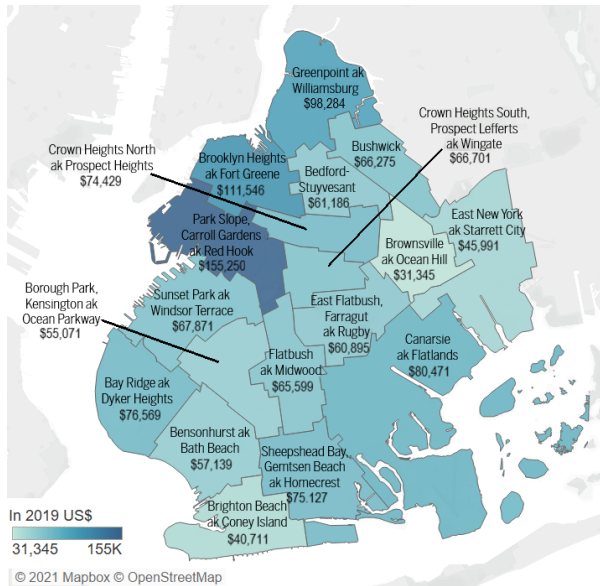 Greenpoint ak
Williamsburg
$98,284
Crown Heights South,
Prospect Lefferts
ak Wingate
$66,701
Crown Heights North
ak Prospect Heights
$74,429
Brooklyn Heights
ak Fort Greene
$111,546
Bushwick
$66,275
Bedford-
Stuyvesant
$61,186
Park Slope,
Carroll Gardens
ak Red Hook
$155,250
East New York
ak Starrett City
$45,991
Brownsville
ak Ocean Hill
$31,345
Borough Park,
Kensington ak
Ocean Parkway
$55,071
Sunset Park ak
Windsor Terrace
$67,871
East Flatbush,
Farragut
ak Rugby
$60,895
Canarsie
ak Flatlands
$80,471
Flatbush
ak Midwood
$65,599
Bay Ridge ak
Dyker Heights
$76,569
Bensonhurst ak
Bath Beach
$57,139
Sheepshead Bay,
Gerntsen Beach
ak Homecrest
$75.127
Brighton Beach
ak Coney Island
$40,711
In 2019 US$
31,345 155K
© 2021 Mapbox © OpenStreetMap